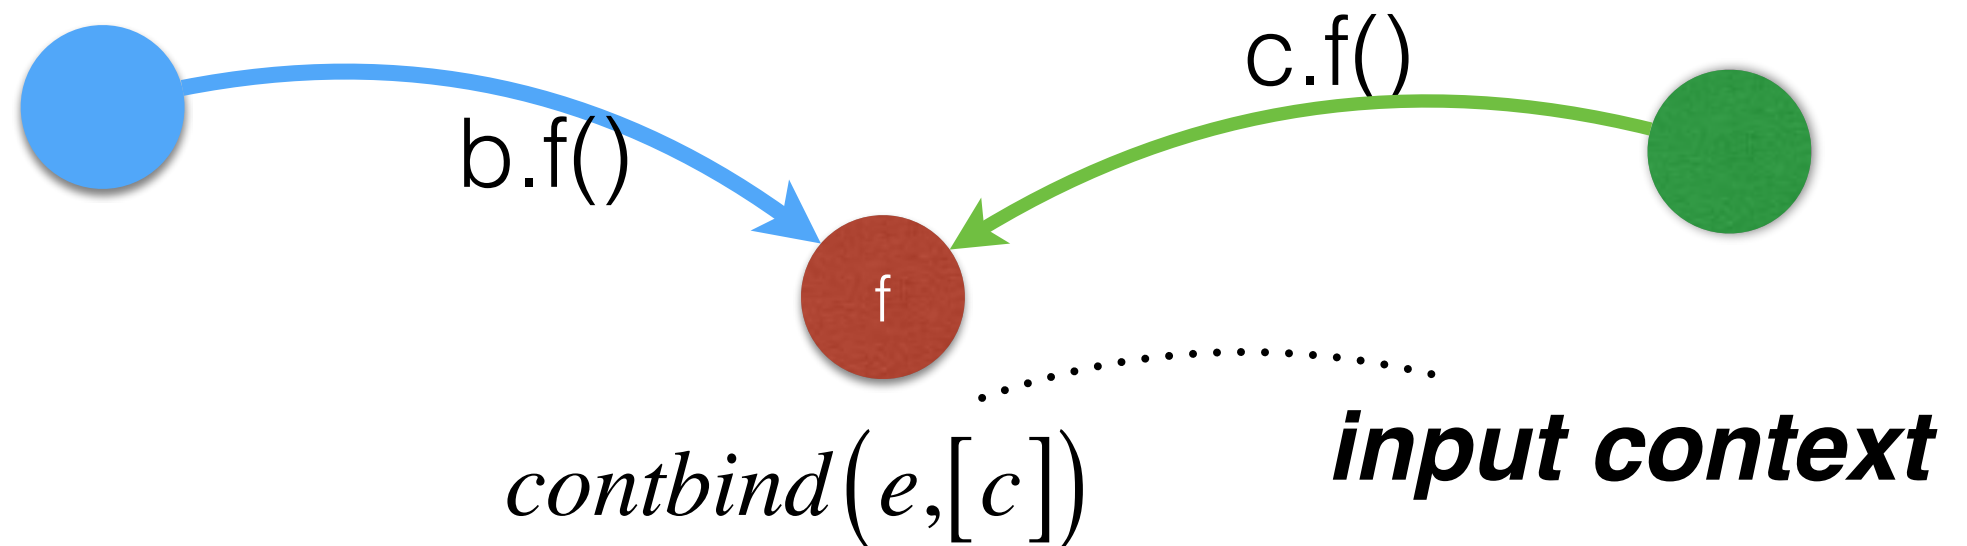 c.f()
b.f()
f
contbind(e,[c])
input context